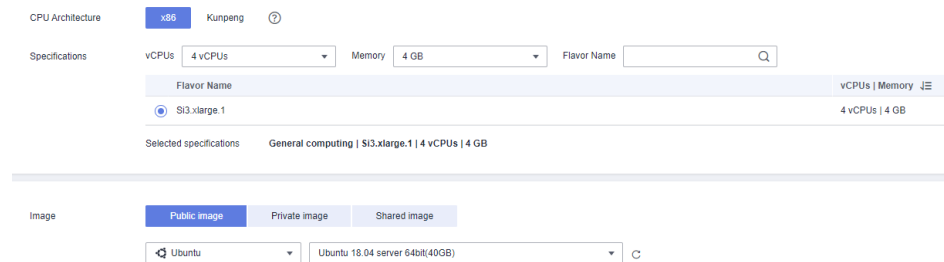 CPU Architecture x86 Kunpeng ?
Specifications vCPUs 4 vCPUs Memory 4 GB Flavor Name
Flavor Name vCPUs | Memory
Si3.xlarge.1 4 vCPUs | 4 GB
Selected specifications General computing | Si3.xlarge.1 | 4 vCPUs | 4 GB
Image Public image Private image Shared image
Ubuntu Ubuntu 18.04 server 64bit(40GB)